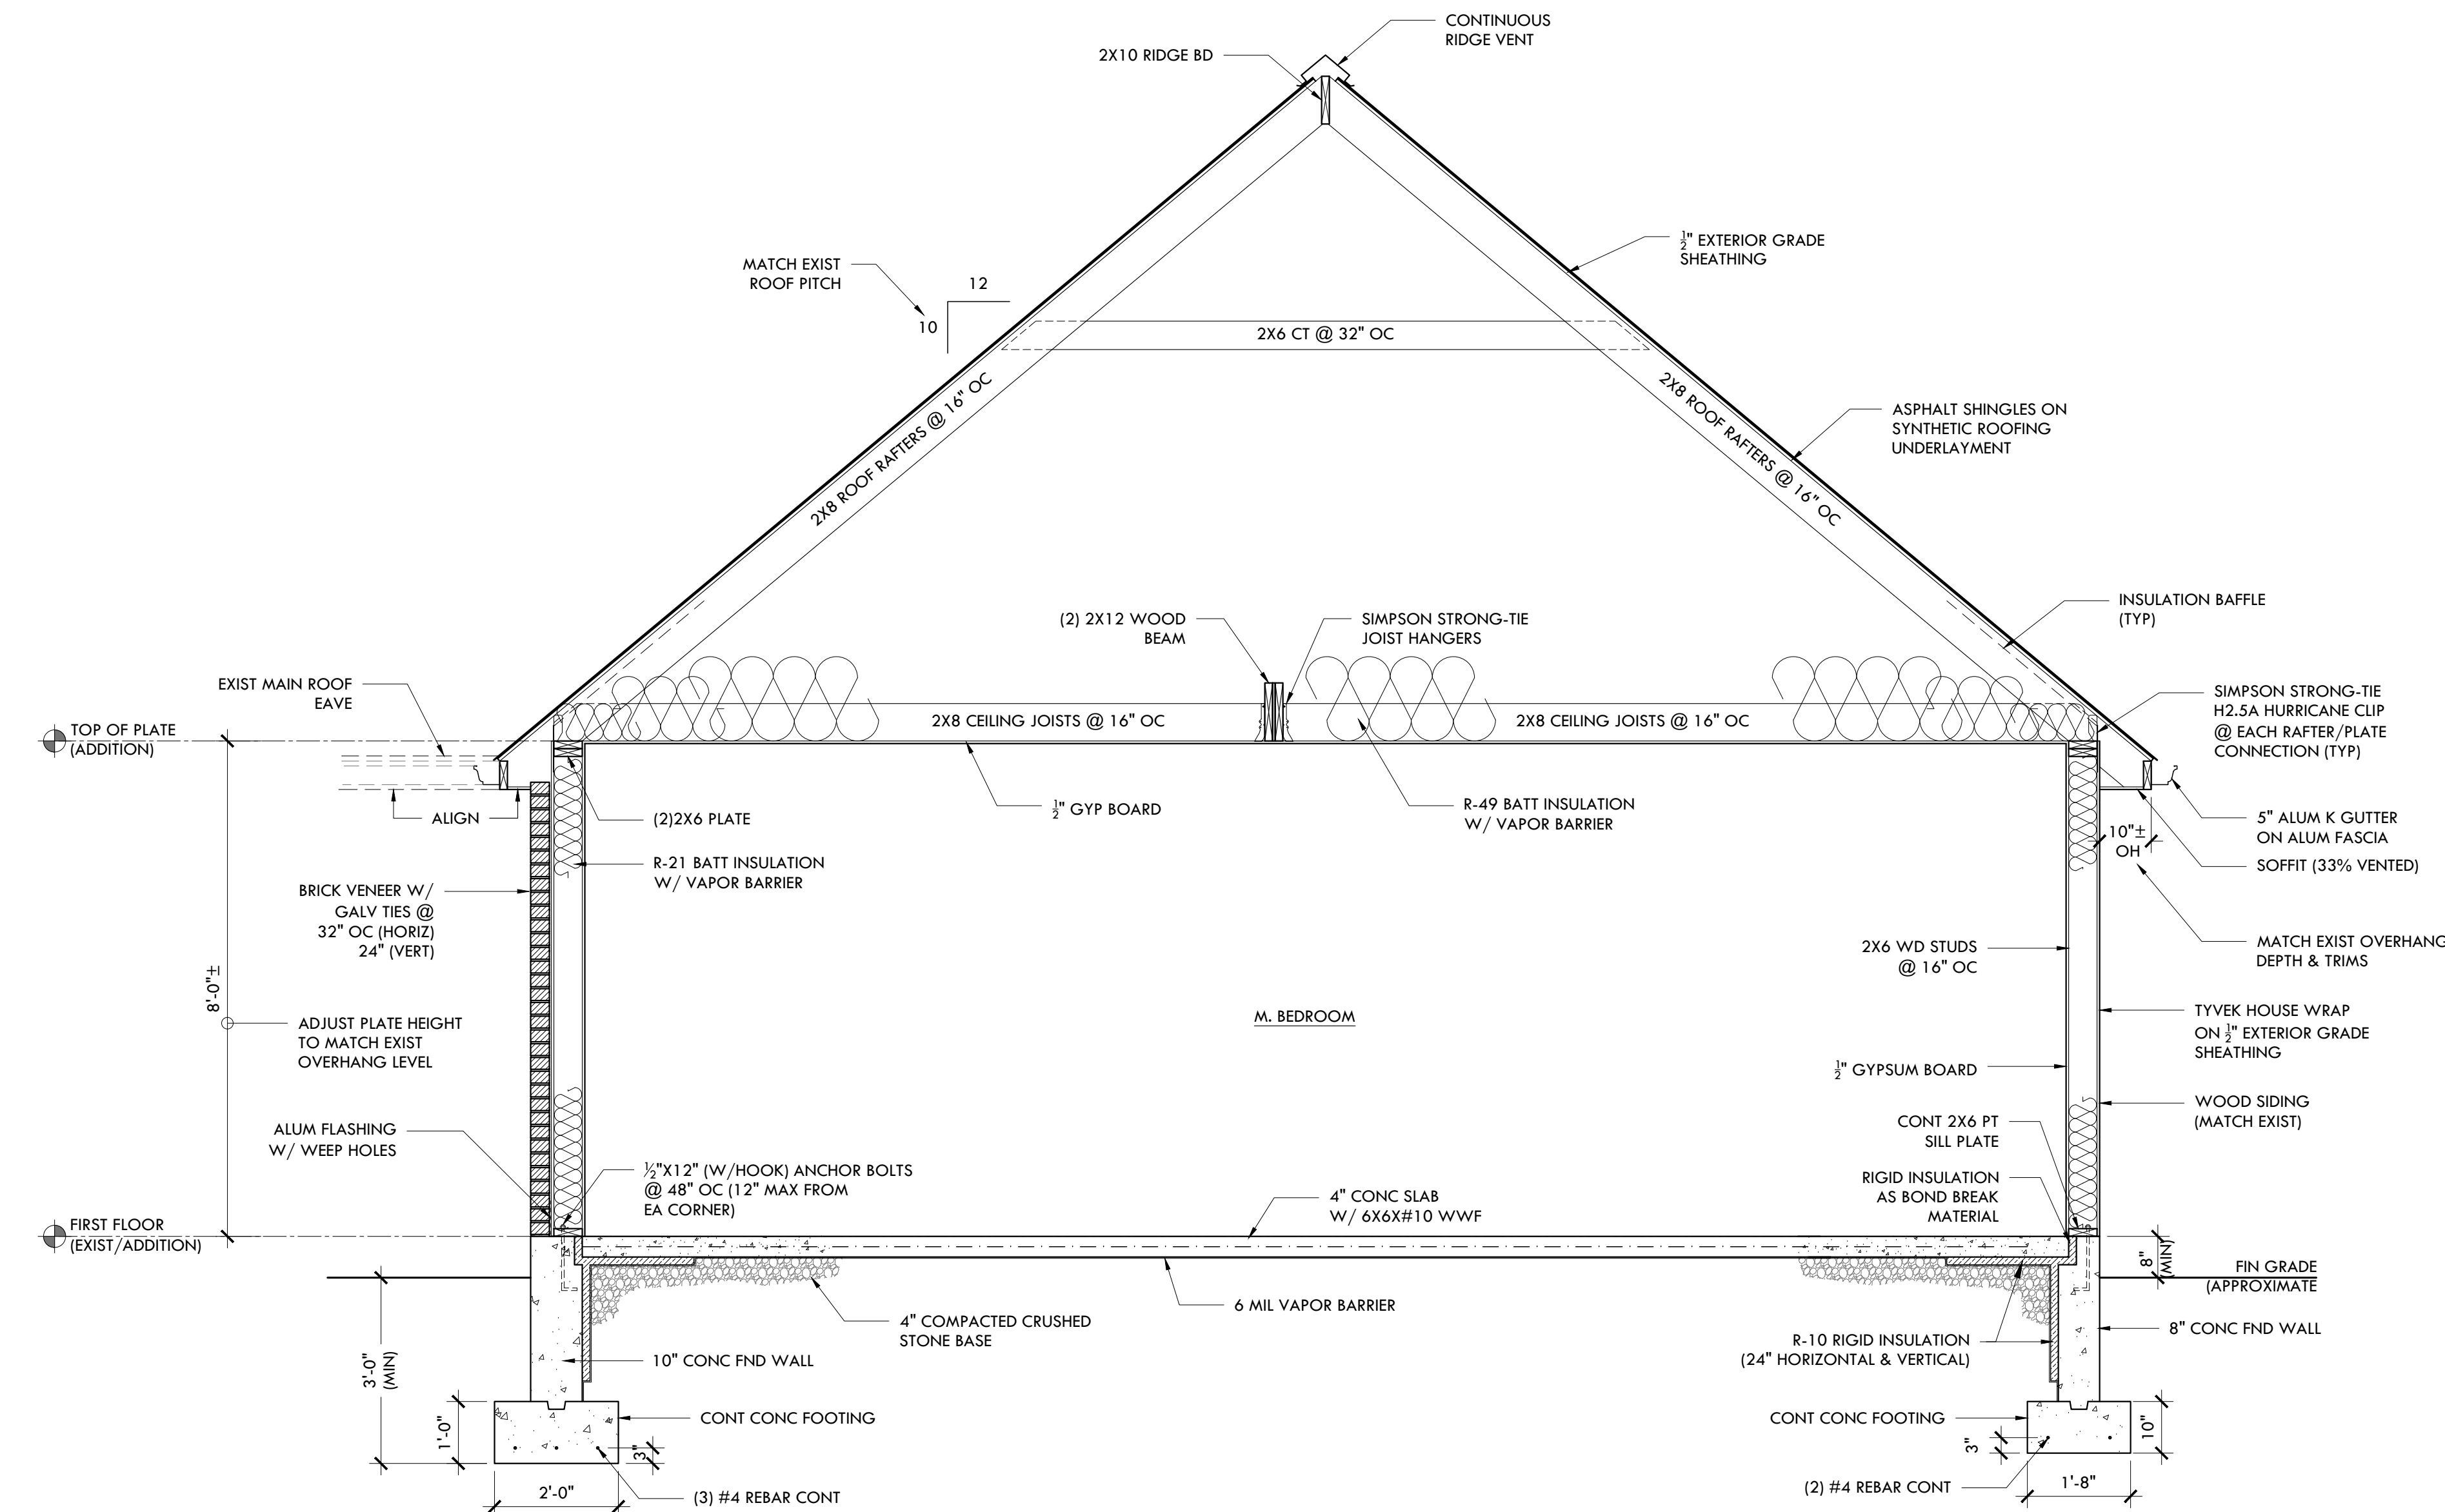 CONTINUOUS
RIDGE VENT
2X10 RIDGE BD
½" EXTERIOR GRADE
SHEATHING
MATCH EXIST
ROOF PITCH
12
10
2X6 CT @ 32" OC
2X8 ROOF RAFTERS @ 16" OC
2X8 ROOF RAFTERS @ 16" OC
ASPHALT SHINGLES ON
SYNTHETIC ROOFING
UNDERLAYMENT
INSULATION BAFFLE
(TYP)
(2) 2X12 WOOD
BEAM
SIMPSON STRONG-TIE
JOIST HANGERS
EXIST MAIN ROOF
EAVE
SIMPSON STRONG-TIE
H2.5A HURRICANE CLIP
@ EACH RAFTER/PLATE
CONNECTION (TYP)
TOP OF PLATE
(ADDITION)
2X8 CEILING JOISTS @ 16" OC
2X8 CEILING JOISTS @ 16" OC
ALIGN
(2)2X6 PLATE
½" GYP BOARD
R-49 BATT INSULATION
W/ VAPOR BARRIER
10"±
OH
5" ALUM K GUTTER
ON ALUM FASCIA
SOFFIT (33% VENTED)
R-21 BATT INSULATION
W/ VAPOR BARRIER
BRICK VENEER W/
GALV TIES @
32" OC (HORIZ)
24" (VERT)
MATCH EXIST OVERHANG
DEPTH & TRIMS
2X6 WD STUDS
@ 16" OC
8'-0"±
ADJUST PLATE HEIGHT
TO MATCH EXIST
OVERHANG LEVEL
M. BEDROOM
TYVEK HOUSE WRAP
ON ½" EXTERIOR GRADE
SHEATHING
½" GYPSUM BOARD
WOOD SIDING
(MATCH EXIST)
ALUM FLASHING
W/ WEEP HOLES
CONT 2X6 PT
SILL PLATE
½"X12" (W/HOOK) ANCHOR BOLTS
@ 48" OC (12" MAX FROM
EA CORNER)
4" CONC SLAB
W/ 6X6X#10 WWF
RIGID INSULATION
AS BOND BREAK
MATERIAL
FIRST FLOOR
(EXIST/ADDITION)
8"
(MIN)
FIN GRADE
(APPROXIMATE
6 MIL VAPOR BARRIER
4" COMPACTED CRUSHED
STONE BASE
8" CONC FND WALL
R-10 RIGID INSULATION
(24" HORIZONTAL & VERTICAL)
10" CONC FND WALL
3'-0"
(MIN)
1'-0"
CONT CONC FOOTING
3"
CONT CONC FOOTING
3"
10"
2'-0"
(3) #4 REBAR CONT
(2) #4 REBAR CONT
1'-8"